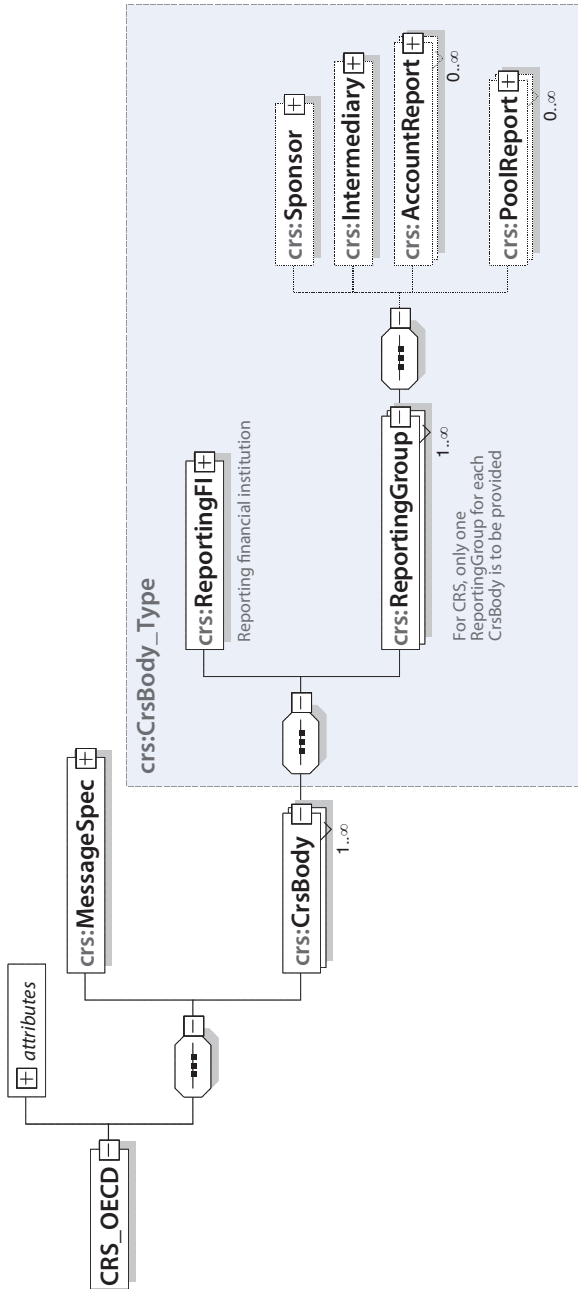 CRS_OECD
attributes
crs:MessageSpec
crs:CrsBody
1..∞
crs:CrsBody_Type
crs:ReportingFI
Reporting financial institution
crs:ReportingGroup
1..∞
For CRS, only one
ReportingGroup for each
CrsBody is to be provided
crs:Sponsor
crs:Intermediary
crs:AccountReport
0..∞
crs:PoolReport
0..∞